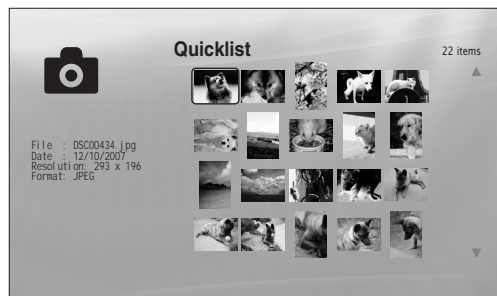 Quicklist
22 items
File : DSC00434.jpg
Date : 12/10/2007
Resolution: 293 x 196
Format: JPEG